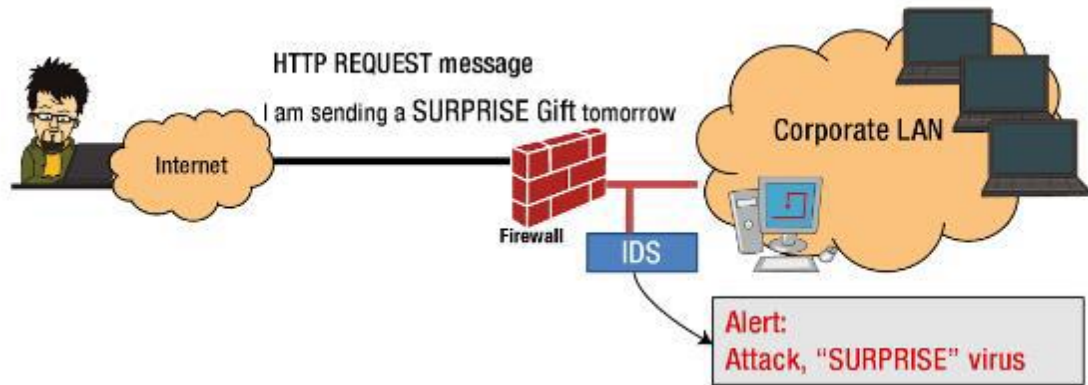 HTTP REQUEST message
I am sending a SURPRISE Gift tomorrow
Internet
Corporate LAN
Firewall
IDS
Alert:
Attack, “SURPRISE” virus